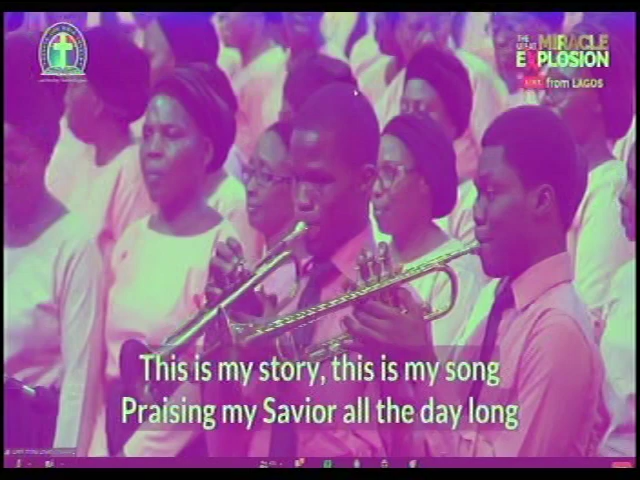 THE GREAT MIRACLE
EXPLOSION
LIVE from LAGOS
This is my story, this is my song
Praising my Savior all the day long